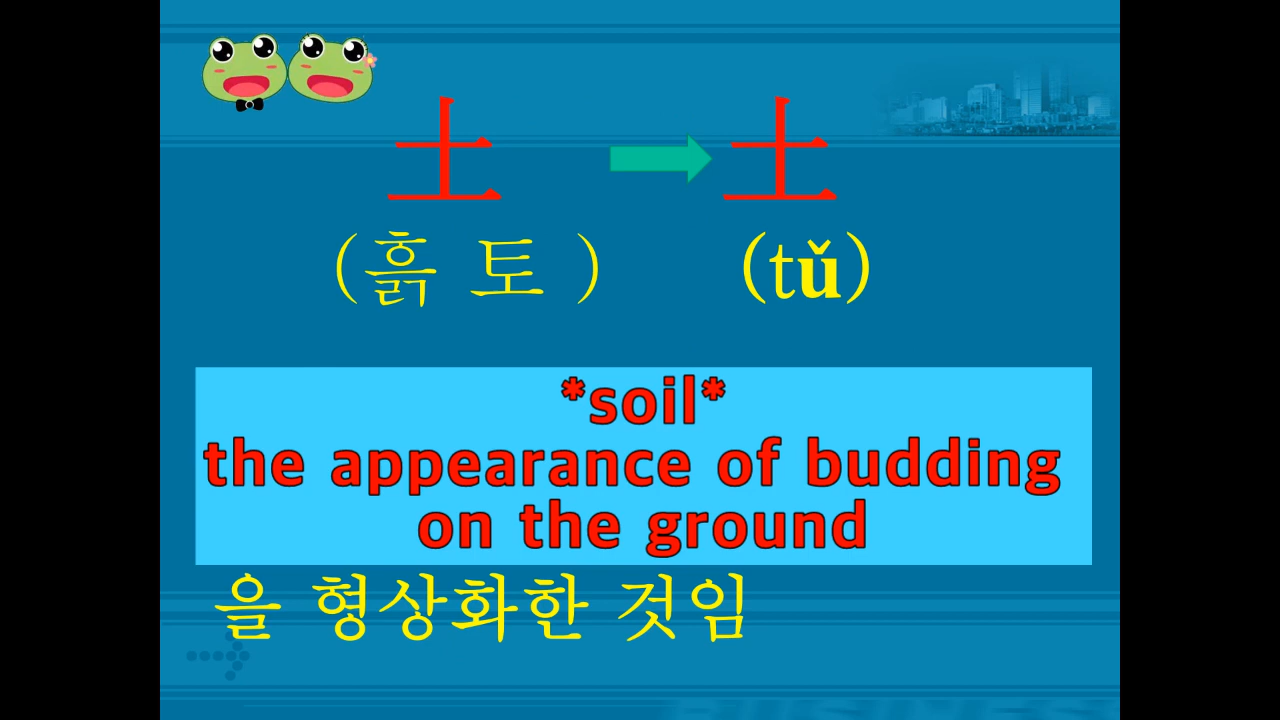 土 土
(흙 토 ) (tǔ)
*soil*
the appearance of budding
on the ground
을 형상화한 것임